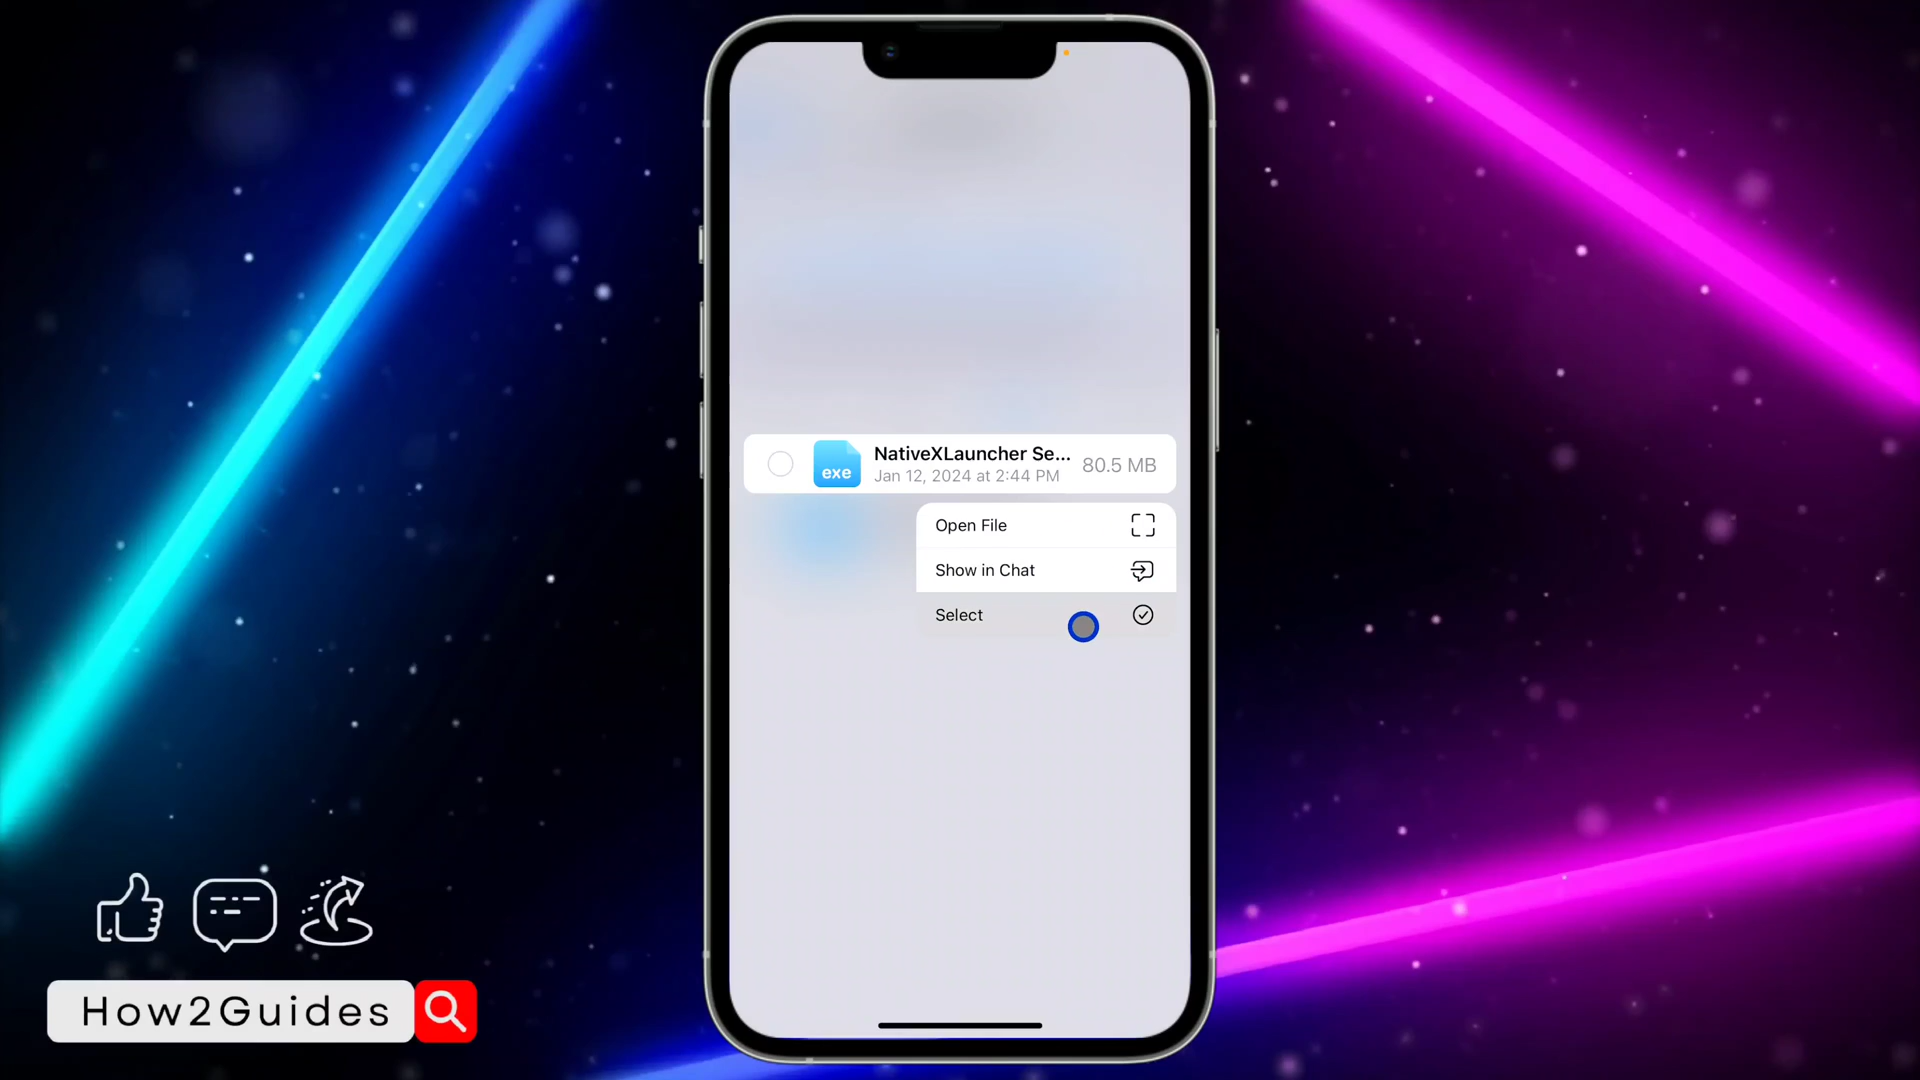 NativeXLauncher Se...
Jan 12, 2024 at 2:44 PM
80.5 MB
exe
Open File
Show in Chat
Select
How2Guides